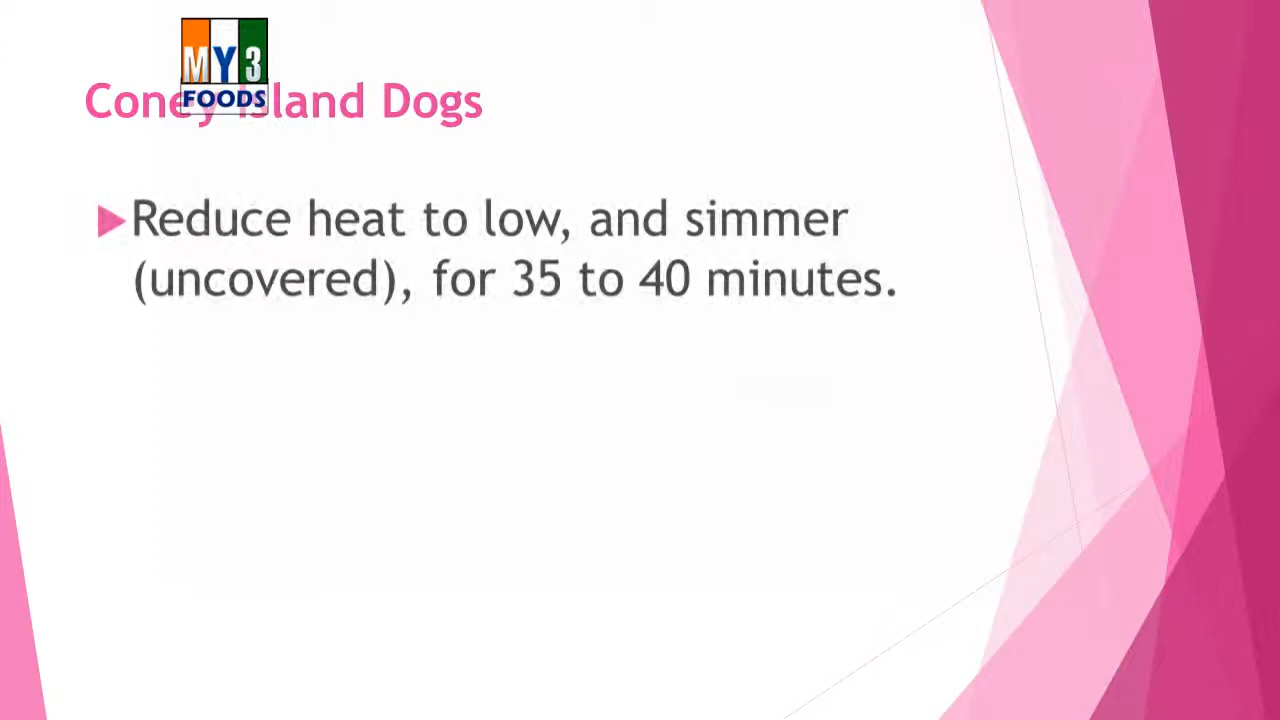 MY3
FOODS
Coney Island Dogs
Reduce heat to low, and simmer
(uncovered), for 35 to 40 minutes.